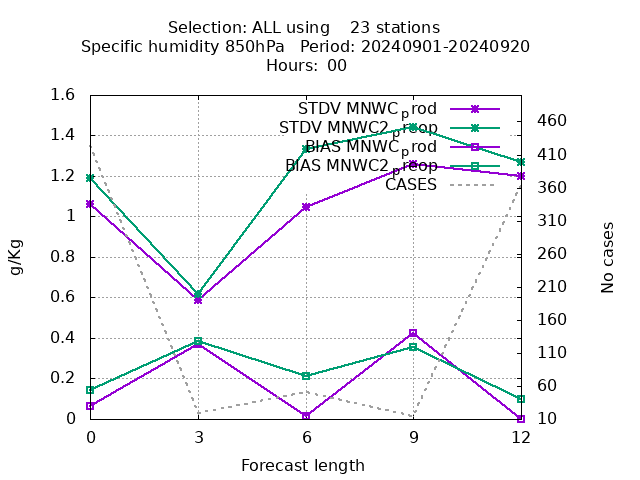 Selection: ALL using    23 stations
Specific humidity 850hPa   Period: 20240901-20240920
Hours: 00
STDV MNWC_prod
STDV MNWC2_preop
BIAS MNWC_prod
BIAS MNWC2_preop
CASES
g/Kg
1.6
1.4
1.2
1
0.8
0.6
0.4
0.2
0
No cases
460
410
360
310
260
210
160
110
60
10
0 3 6 9 12
Forecast length